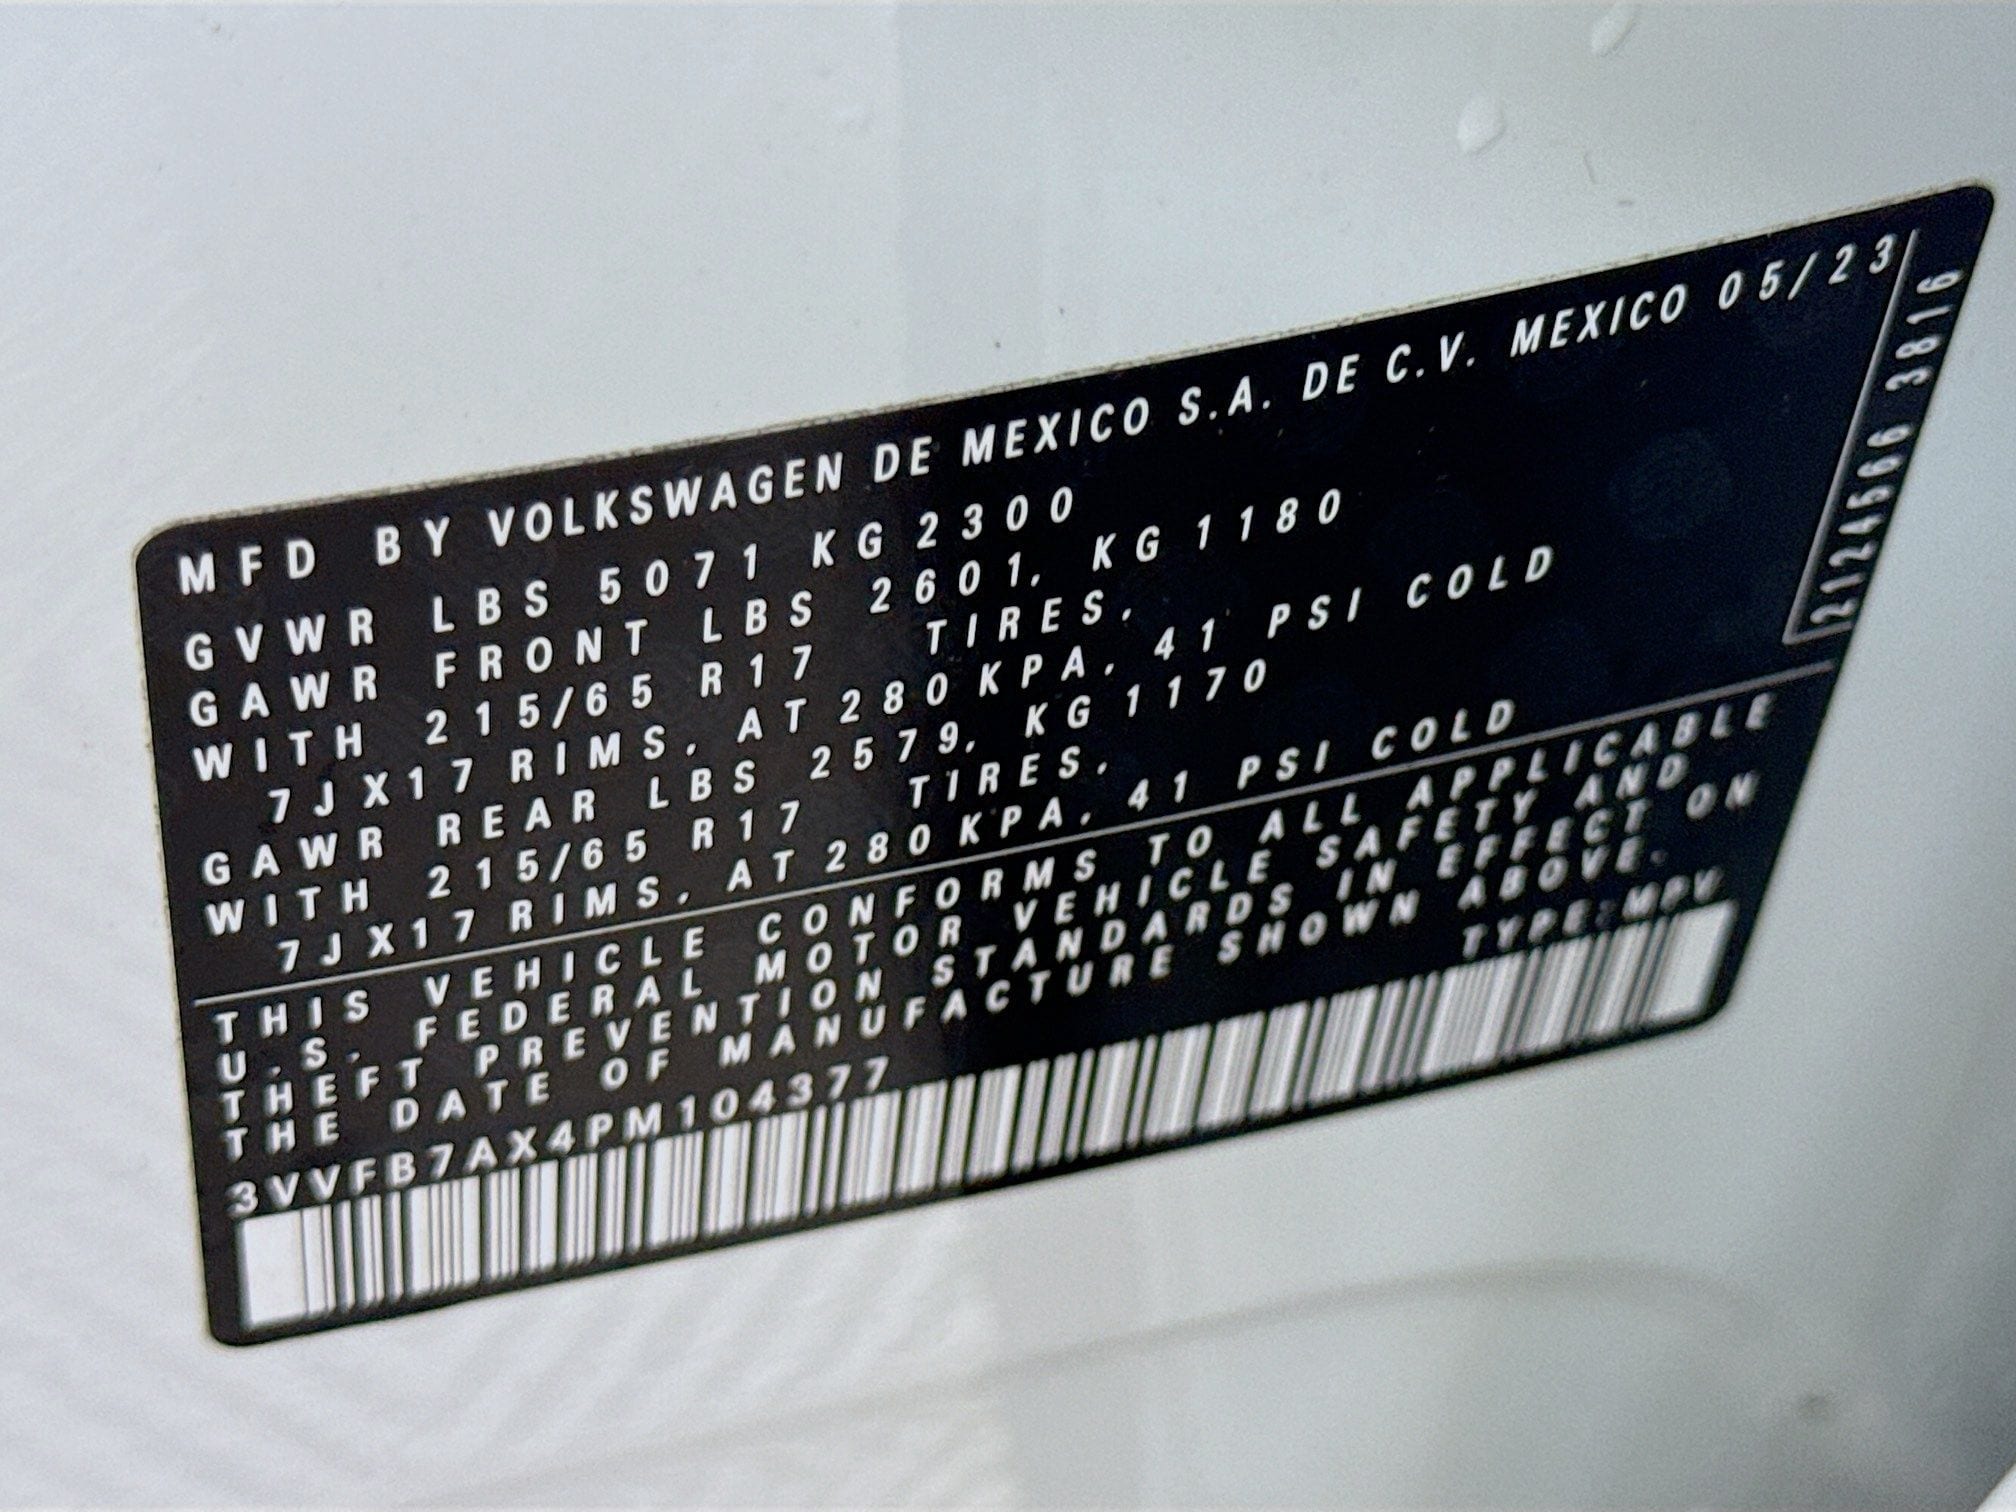 MFD BY VOLKSWAGEN DE MEXICO S.A. DE C.V. MEXICO 05/23
GVWR LBS 5071 KG 2300
GAWR FRONT LBS 2601, KG 1180
WITH 215/65 R17 TIRES,
7JX17 RIMS, AT 280 KPA, 41 PSI COLD
GAWR REAR LBS 2579, KG 1170
WITH 215/65 R17 TIRES,
7JX17 RIMS, AT 280 KPA, 41 PSI COLD
THIS VEHICLE CONFORMS TO ALL APPLICABLE
U.S. FEDERAL MOTOR VEHICLE SAFETY AND
THEFT PREVENTION STANDARDS IN EFFECT ON
THE DATE OF MANUFACTURE SHOWN ABOVE.
3VVFB7AX4PM104377 TYPE:MPV
2124566 3816